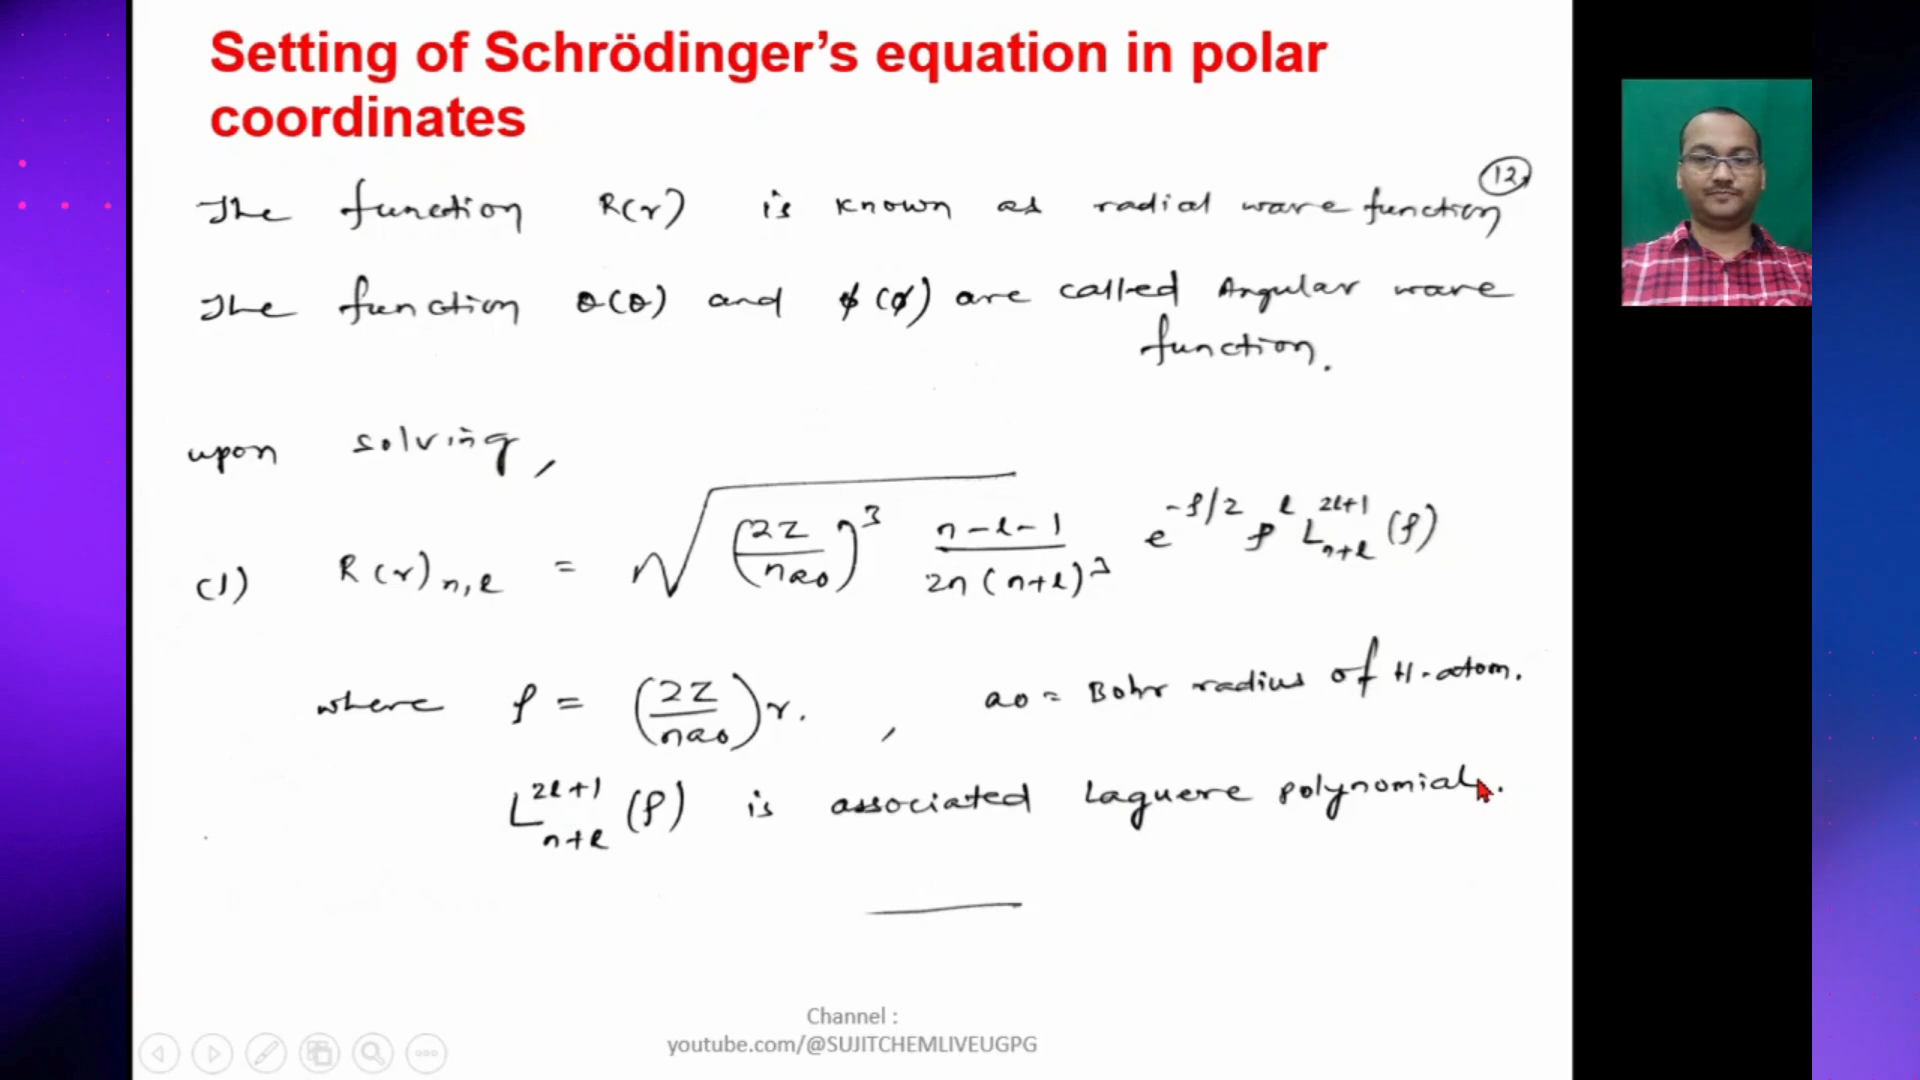 Setting of Schrödinger's equation in polar
coordinates
12
The function R(r) is known as radial wave function
The function θ(θ) and ϕ(ϕ) are called Angular wave
function.
upon solving,
(1) R(r)n,l = √(2Z/na0)^3 (n-l-1)/(2n(n+l)^3) e^(-ρ/2) ρ^l L_(n+l)^(2l+1) (ρ)
where ρ = (2Z/na0) r. , a0 = Bohr radius of H-atom.
L_(n+l)^(2l+1) (ρ) is associated Laguere polynomials.
Channel :
youtube.com/@SUJITCHEMLIVEUGPG